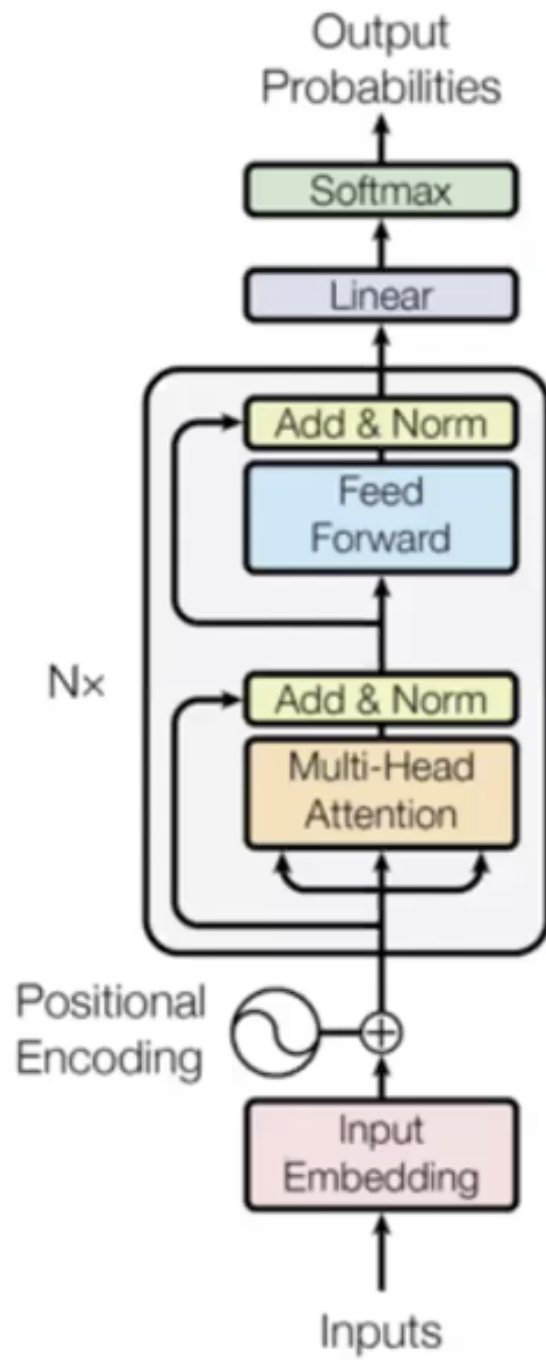 Output
Probabilities
Softmax
Linear
Add & Norm
Feed
Forward
Nx
Add & Norm
Multi-Head
Attention
Positional
Encoding
Input
Embedding
Inputs